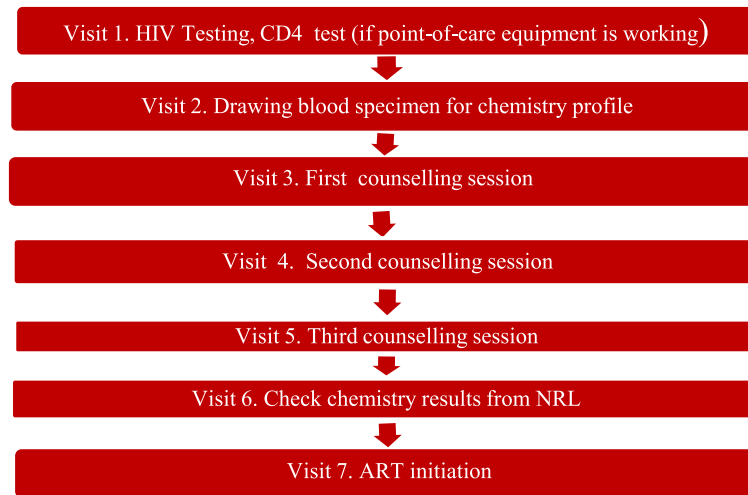 Visit 1. HIV Testing, CD4 test (if point-of-care equipment is working)
Visit 2. Drawing blood specimen for chemistry profile
Visit 3. First counselling session
Visit 4. Second counselling session
Visit 5. Third counselling session
Visit 6. Check chemistry results from NRL
Visit 7. ART initiation